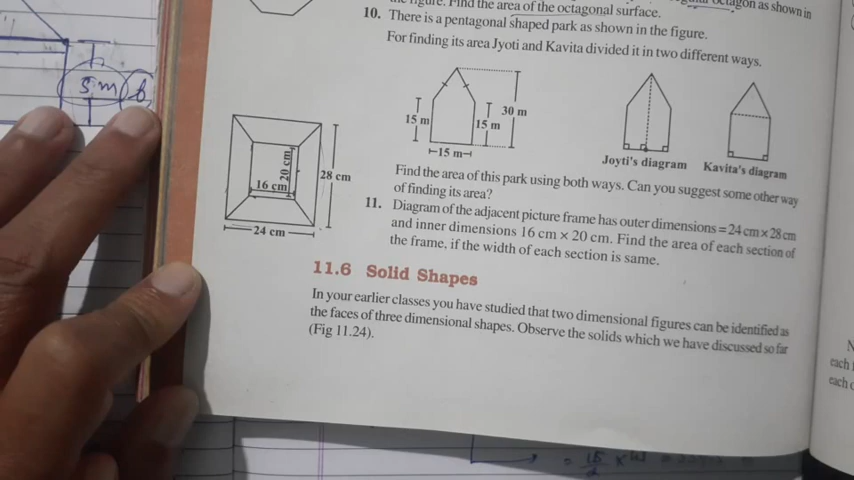 octagon as shown in
the figure. Find the area of the octagonal surface.
10. There is a pentagonal shaped park as shown in the figure.
For finding its area Jyoti and Kavita divided it in two different ways.
15 m
15 m
30 m
15 m
Joyti's diagram
Kavita's diagram
Find the area of this park using both ways. Can you suggest some other way
of finding its area?
11. Diagram of the adjacent picture frame has outer dimensions = 24 cm × 28 cm
and inner dimensions 16 cm × 20 cm. Find the area of each section of
the frame, if the width of each section is same.
20 cm
16 cm
28 cm
24 cm
11.6 Solid Shapes
In your earlier classes you have studied that two dimensional figures can be identified as
the faces of three dimensional shapes. Observe the solids which we have discussed so far
(Fig 11.24).
5 m
N
each
each